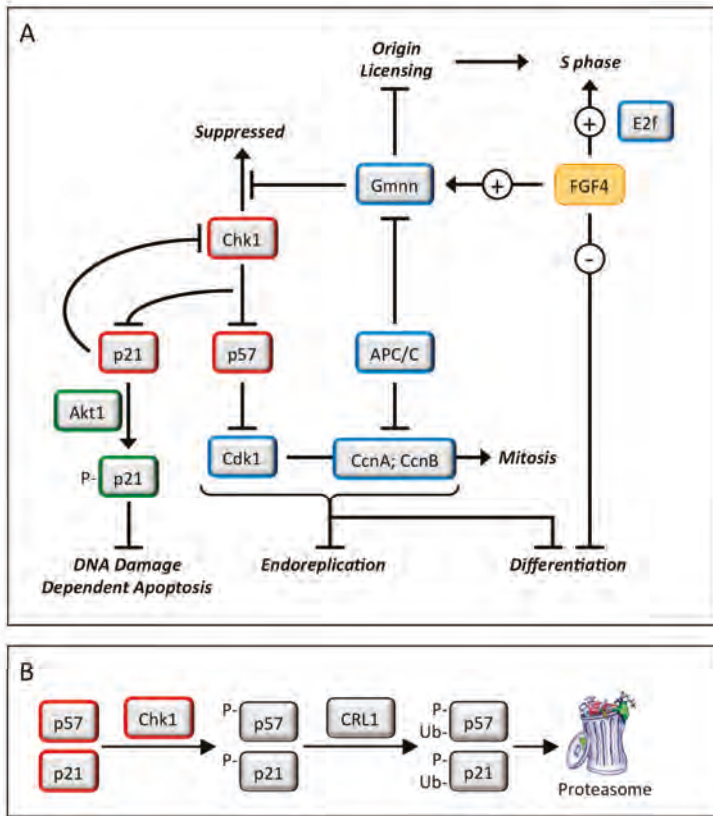 A
Origin
Licensing
S phase
+
E2f
Suppressed
Gmnn
+
FGF4
Chk1
-
p21
p57
APC/C
Akt1
P-
p21
Cdk1
CcnA; CcnB
Mitosis
DNA Damage
Dependent Apoptosis
Endoreplication
Differentiation
B
p57
Chk1
P-
p57
CRL1
P-
Ub-
p57
p21
P-
p21
P-
Ub-
p21
Proteasome